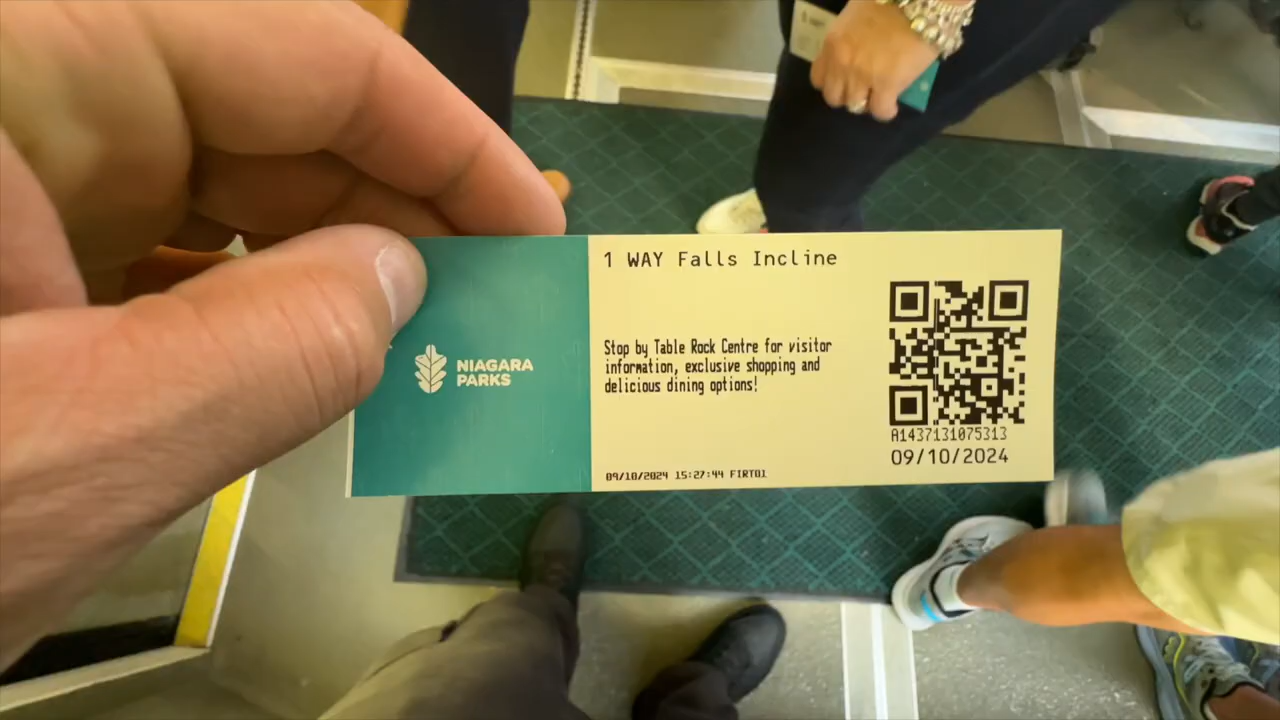 1 WAY Falls Incline
Stop by Table Rock Centre for visitor
information, exclusive shopping and
delicious dining options!
NIAGARA
PARKS
A1437131075313
09/10/2024
09/10/2024 15:27:44 FIRT01